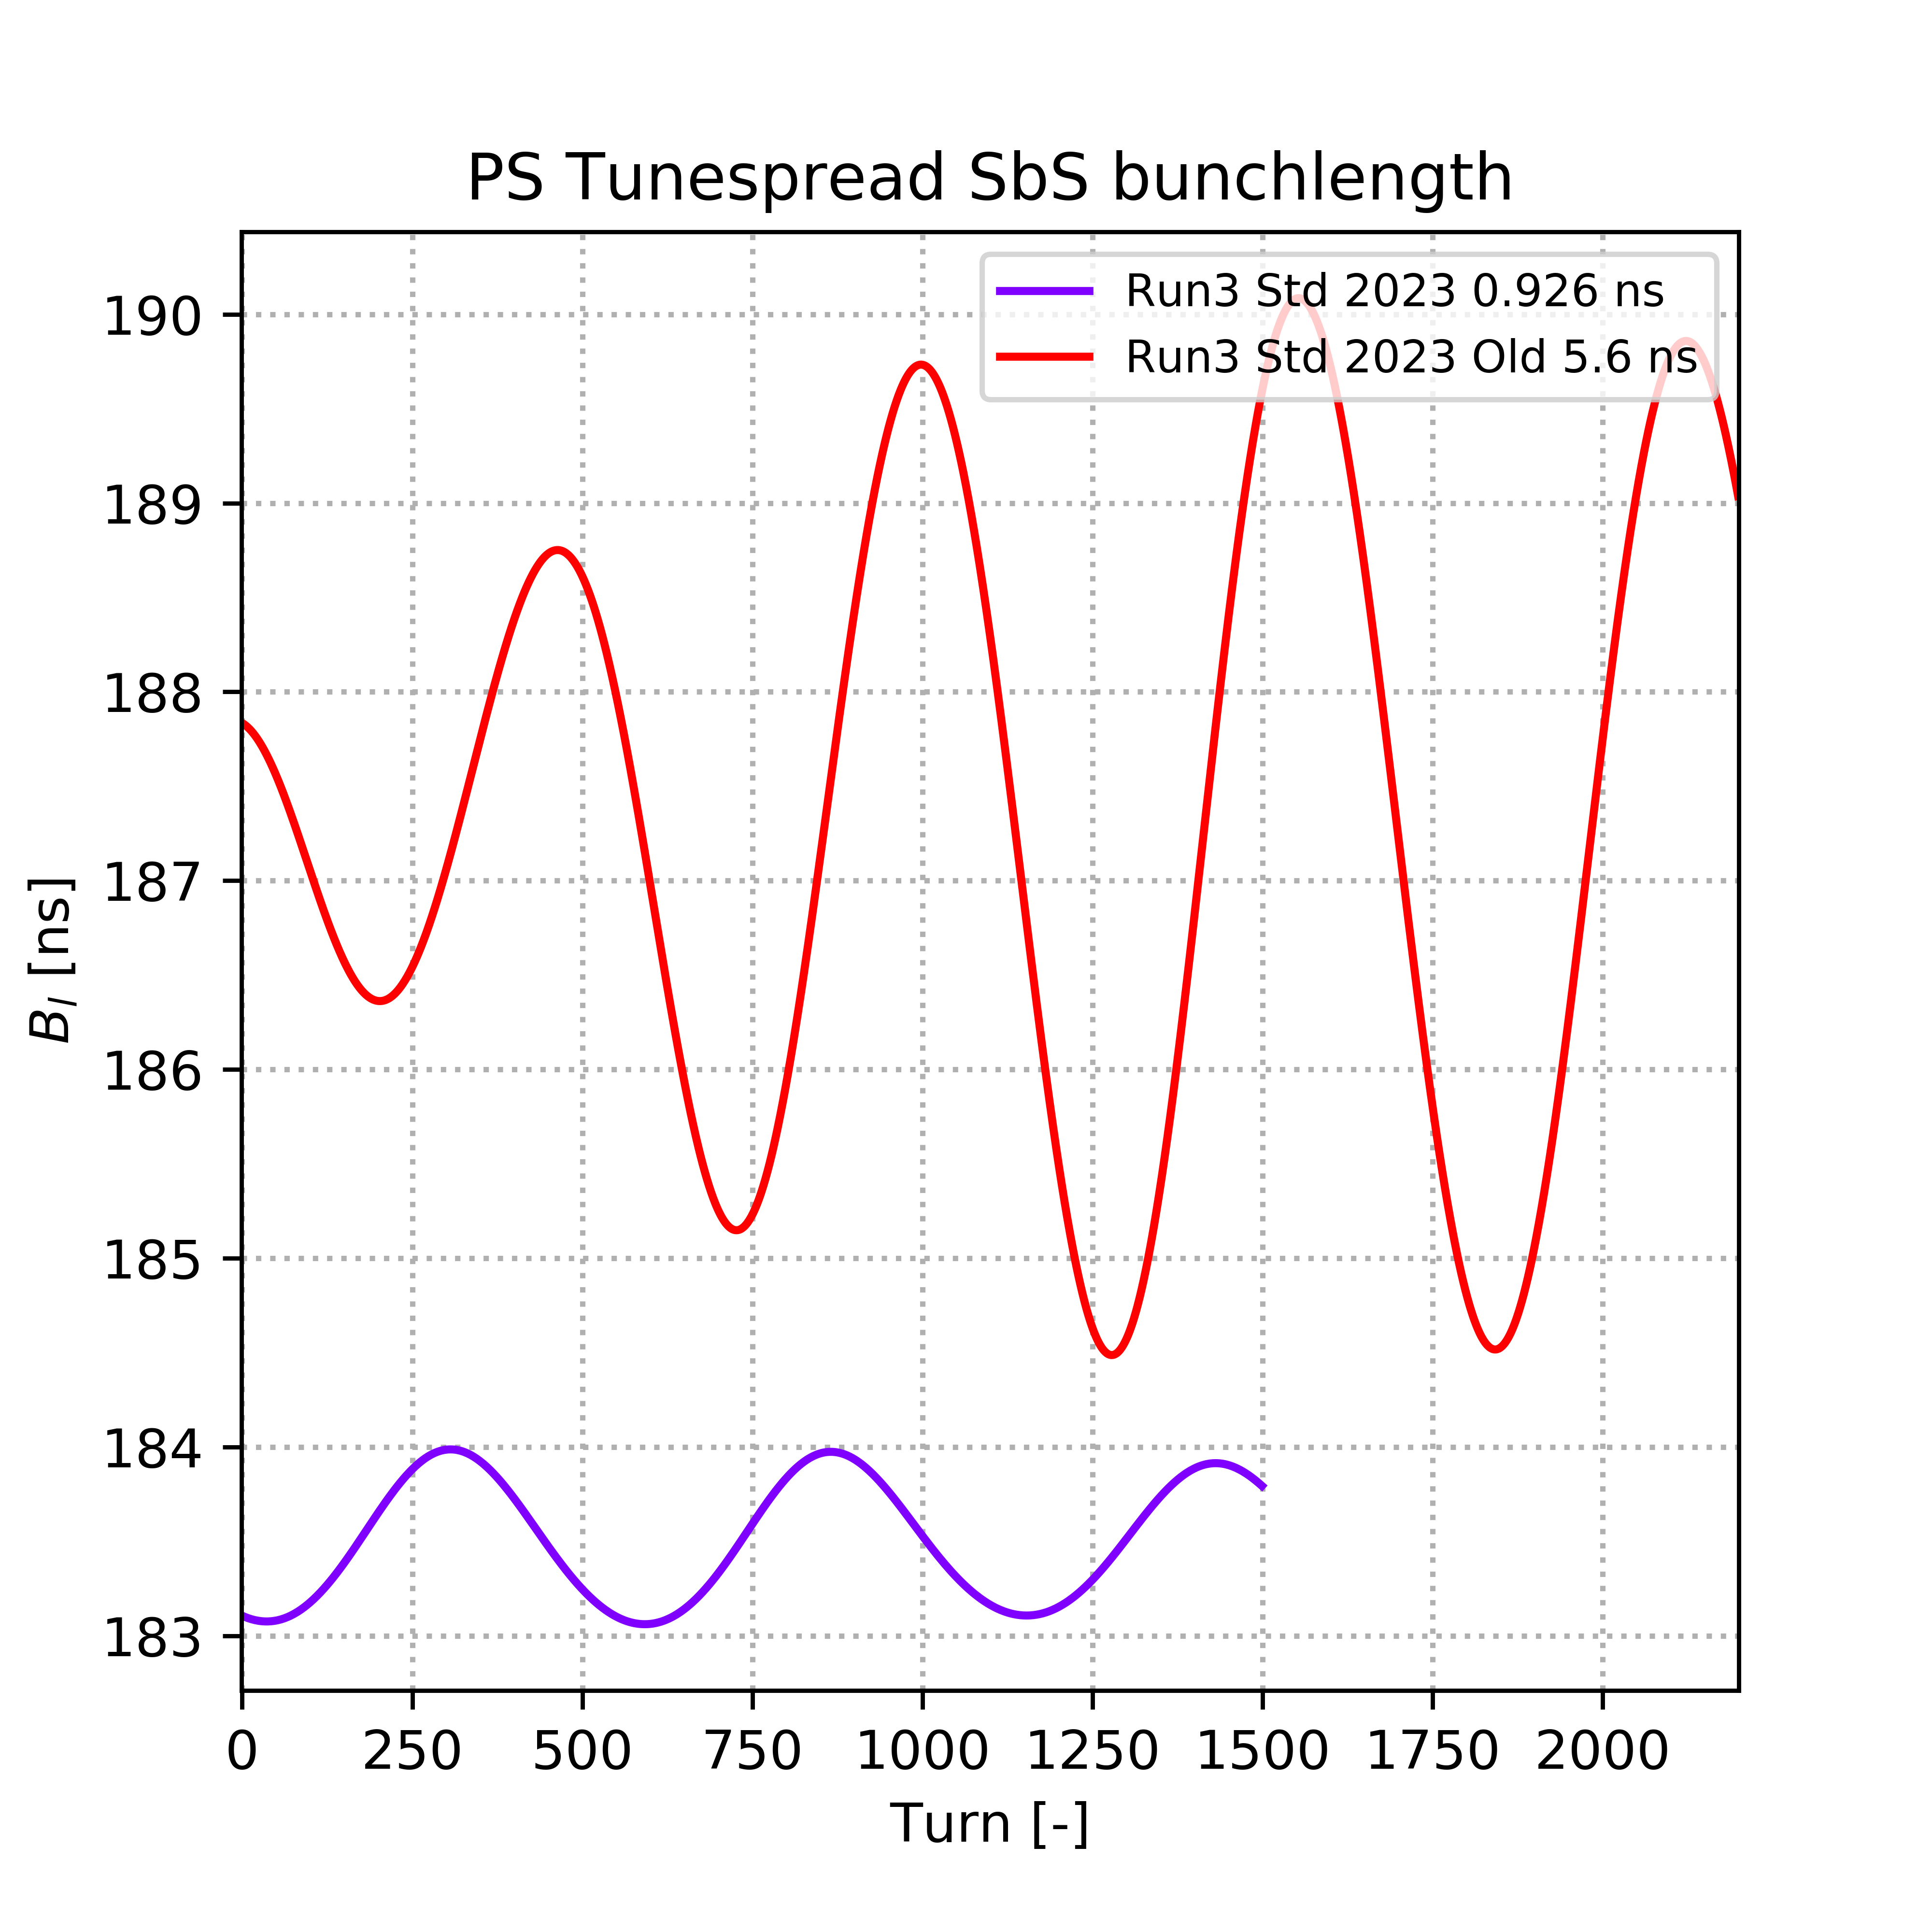 PS Tunespread SbS bunchlength
Run3 Std 2023 0.926 ns
Run3 Std 2023 Old 5.6 ns
190
189
188
187
186
185
184
183
B_l [ns]
0 250 500 750 1000 1250 1500 1750 2000
Turn [-]